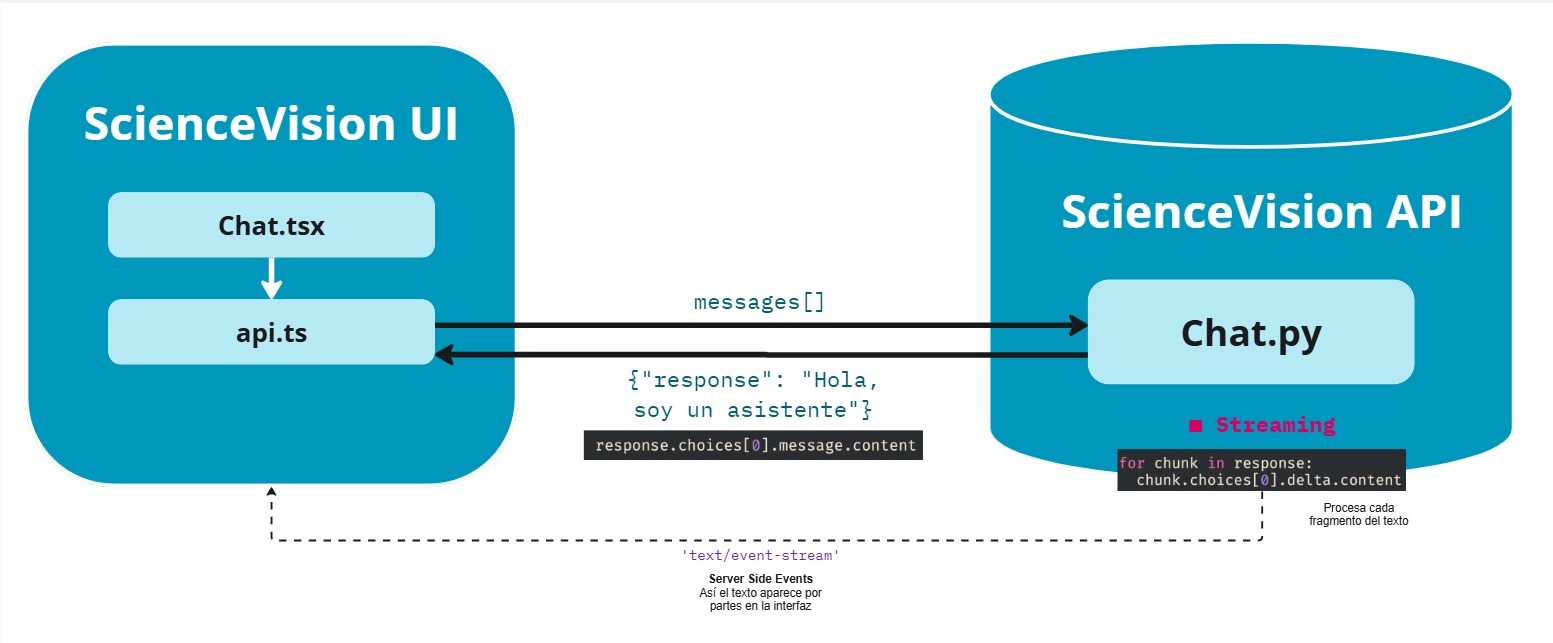 ScienceVision UI
Chat.tsx
api.ts
messages[]
{"response": "Hola,
soy un asistente"}
response.choices[0].message.content
ScienceVision API
Chat.py
■ Streaming
for chunk in response:
chunk.choices[0].delta.content
Procesa cada
fragmento del texto
'text/event-stream'
Server Side Events
Así el texto aparece por
partes en la interfaz